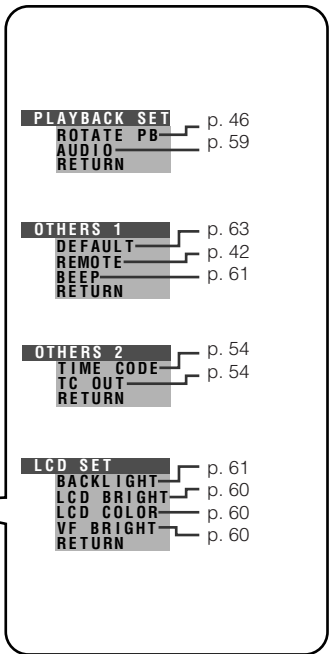 PLAYBACK SET
ROTATE PB p. 46
AUDIO p. 59
RETURN
OTHERS 1
DEFAULT p. 63
REMOTE p. 42
BEEP p. 61
RETURN
OTHERS 2
TIME CODE p. 54
TC OUT p. 54
RETURN
LCD SET
BACKLIGHT p. 61
LCD BRIGHT p. 60
LCD COLOR p. 60
VF BRIGHT p. 60
RETURN